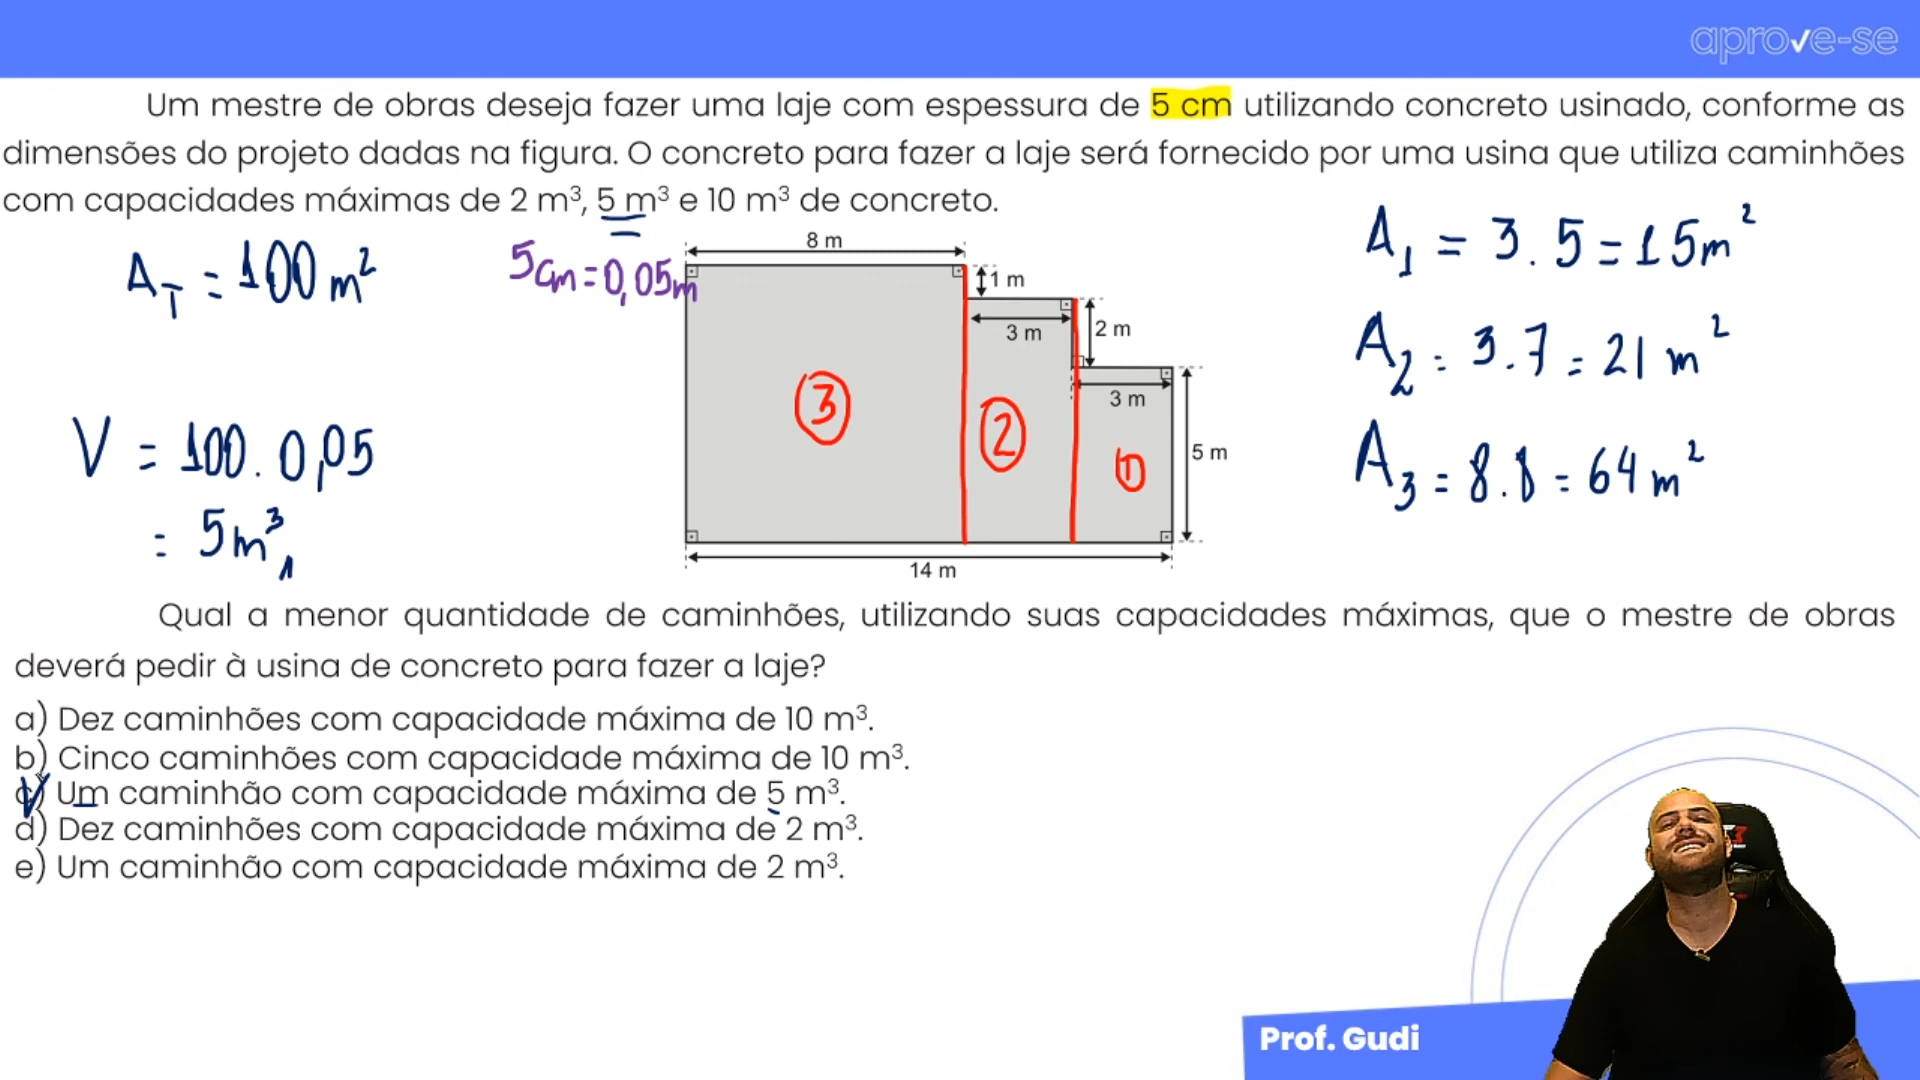 aprove-se
Um mestre de obras deseja fazer uma laje com espessura de 5 cm utilizando concreto usinado, conforme as
dimensões do projeto dadas na figura. O concreto para fazer a laje será fornecido por uma usina que utiliza caminhões
com capacidades máximas de 2 m³, 5 m³ e 10 m³ de concreto.
A_T = 100 m²
5cm = 0,05m
8 m
1 m
3 m
2 m
3 m
5 m
14 m
3
2
1
A₁ = 3 . 5 = 15m²
A₂ = 3 . 7 = 21 m²
A₃ = 8 . 8 = 64 m²
V = 100 . 0,05
= 5m³
Qual a menor quantidade de caminhões, utilizando suas capacidades máximas, que o mestre de obras
deverá pedir à usina de concreto para fazer a laje?
a) Dez caminhões com capacidade máxima de 10 m³.
b) Cinco caminhões com capacidade máxima de 10 m³.
c) Um caminhão com capacidade máxima de 5 m³.
d) Dez caminhões com capacidade máxima de 2 m³.
e) Um caminhão com capacidade máxima de 2 m³.
Prof. Gudi